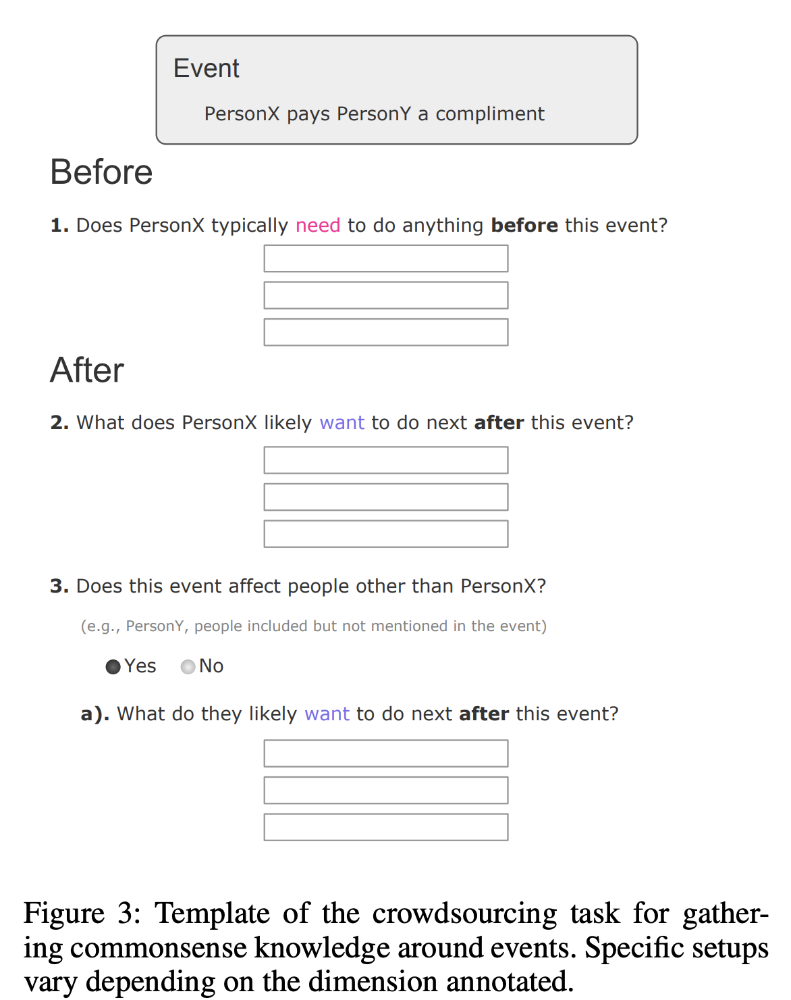 Event
PersonX pays PersonY a compliment
Before
1. Does PersonX typically need to do anything before this event?
After
2. What does PersonX likely want to do next after this event?
3. Does this event affect people other than PersonX?
(e.g., PersonY, people included but not mentioned in the event)
Yes No
a). What do they likely want to do next after this event?
Figure 3: Template of the crowdsourcing task for gather-
ing commonsense knowledge around events. Specific setups
vary depending on the dimension annotated.